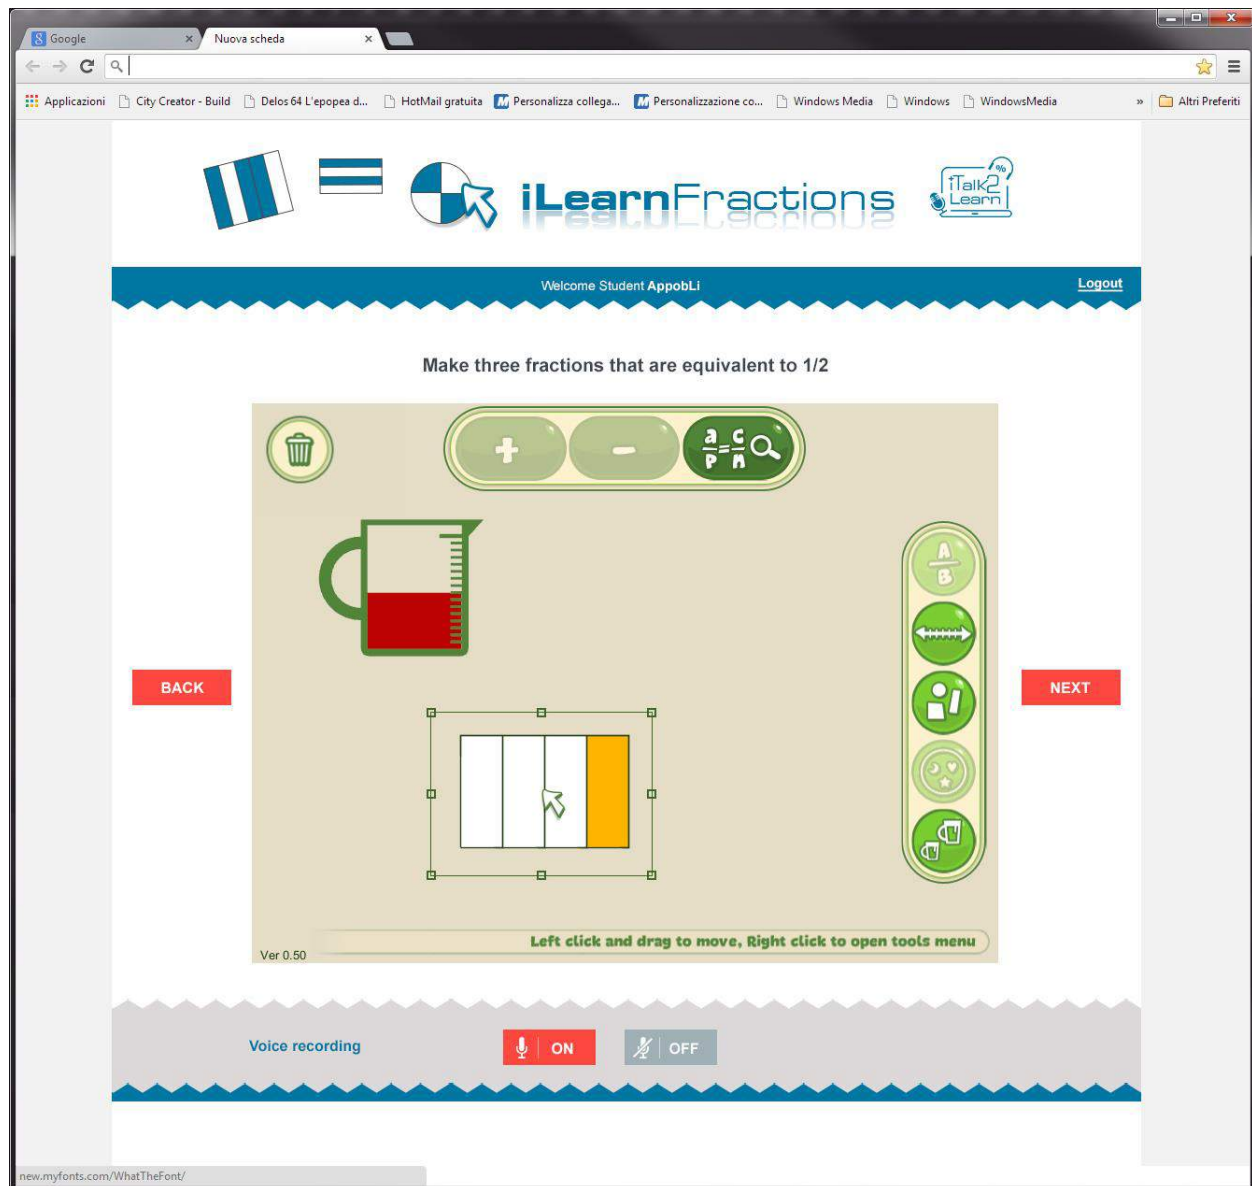 Google
Nuova scheda
Applicazioni
City Creator - Build
Delos 64 L'epopea d...
HotMail gratuita
Personalizza collega...
Personalizzazione co...
Windows Media
Windows
WindowsMedia
»
Altri Preferiti
iLearnFractions
%
iTalk2
Learn
Welcome Student AppobLi
Logout
Make three fractions that are equivalent to 1/2
+ - a/P=c/n
A
B
BACK
NEXT
Left click and drag to move, Right click to open tools menu
Ver 0.50
Voice recording
ON
OFF
new.myfonts.com/WhatTheFont/